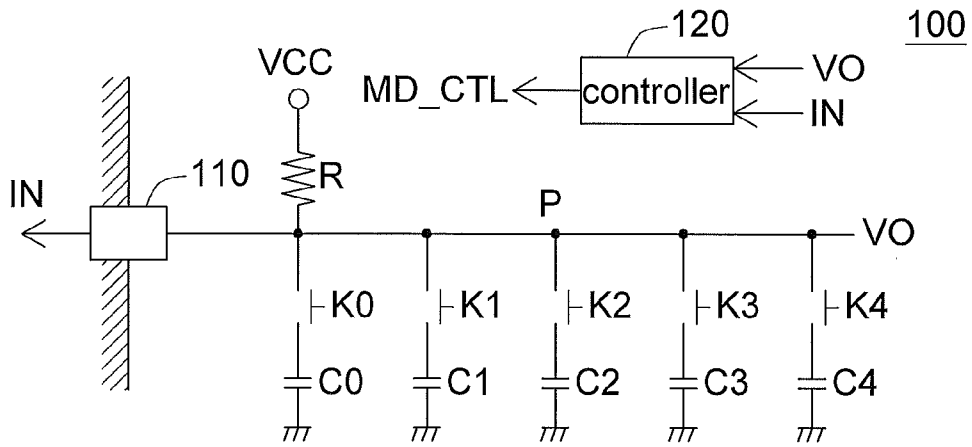 100
120
VCC
MD_CTL
controller
VO
IN
110
R
IN
P
VO
K0
K1
K2
K3
K4
C0
C1
C2
C3
C4